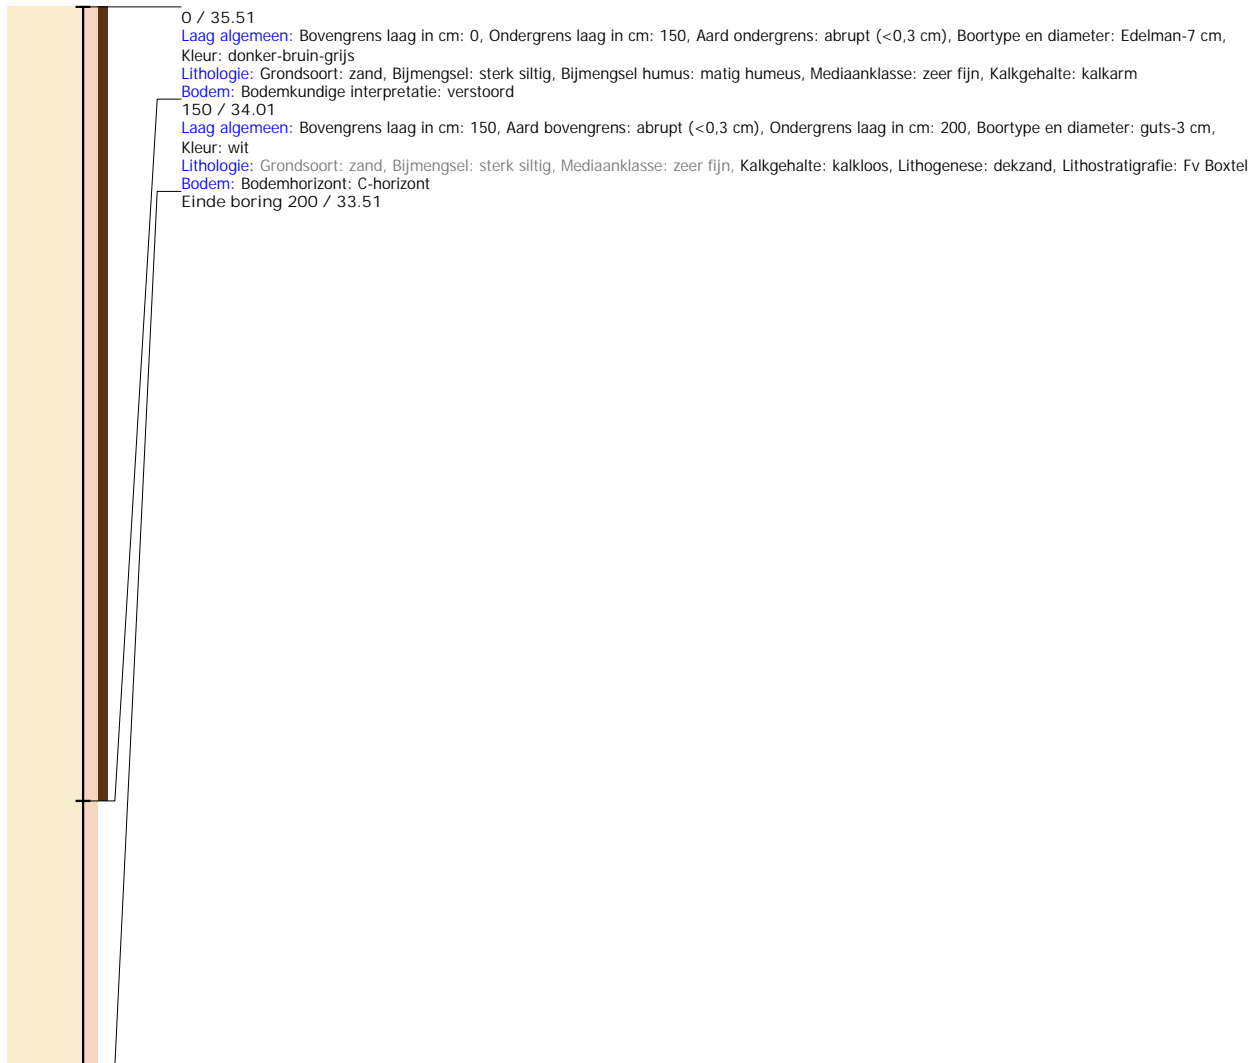 0 / 35.51
Laag algemeen: Bovengrens laag in cm: 0, Ondergrens laag in cm: 150, Aard ondergrens: abrupt (<0,3 cm), Boortype en diameter: Edelman-7 cm,
Kleur: donker-bruin-grijs
Lithologie: Grondsoort: zand, Bijmengsel: sterk siltig, Bijmengsel humus: matig humeus, Mediaanklasse: zeer fijn, Kalkgehalte: kalkarm
Bodem: Bodemkundige interpretatie: verstoord
150 / 34.01
Laag algemeen: Bovengrens laag in cm: 150, Aard bovengrens: abrupt (<0,3 cm), Ondergrens laag in cm: 200, Boortype en diameter: guts-3 cm,
Kleur: wit
Lithologie: Grondsoort: zand, Bijmengsel: sterk siltig, Mediaanklasse: zeer fijn, Kalkgehalte: kalkloos, Lithogenese: dekzand, Lithostratigrafie: Fv Boxtel
Bodem: Bodemhorizont: C-horizont
Einde boring 200 / 33.51